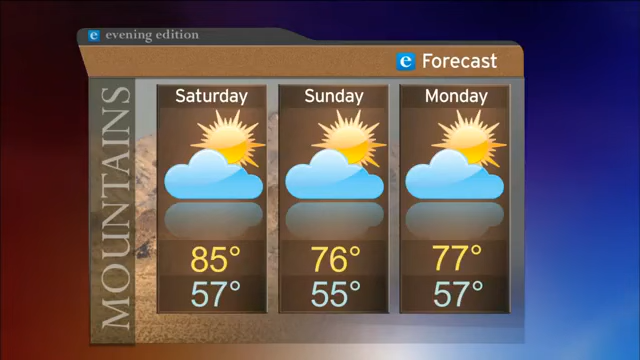 e evening edition
e Forecast
MOUNTAINS
Saturday Sunday Monday
85° 76° 77°
57° 55° 57°